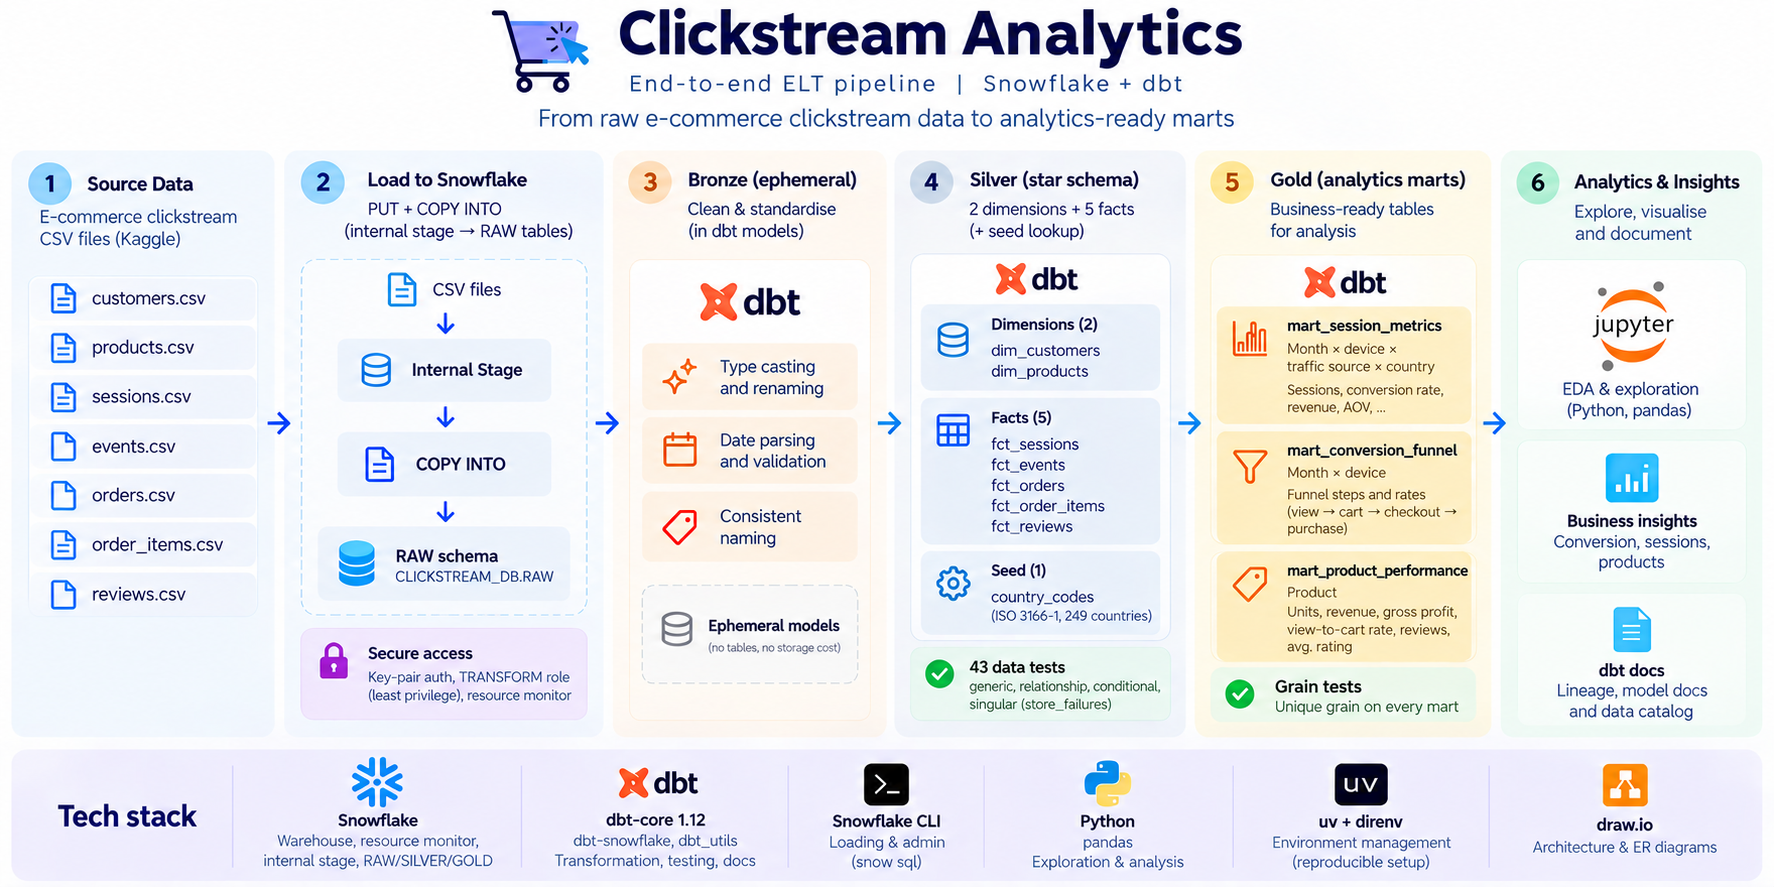 Clickstream Analytics
End-to-end ELT pipeline | Snowflake + dbt
From raw e-commerce clickstream data to analytics-ready marts
1 Source Data
E-commerce clickstream
CSV files (Kaggle)
customers.csv
products.csv
sessions.csv
events.csv
orders.csv
order_items.csv
reviews.csv
2 Load to Snowflake
PUT + COPY INTO
(internal stage → RAW tables)
CSV files
Internal Stage
COPY INTO
RAW schema
CLICKSTREAM_DB.RAW
Secure access
Key-pair auth, TRANSFORM role
(least privilege), resource monitor
3 Bronze (ephemeral)
Clean & standardise
(in dbt models)
dbt
Type casting
and renaming
Date parsing
and validation
Consistent
naming
Ephemeral models
(no tables, no storage cost)
4 Silver (star schema)
2 dimensions + 5 facts
(+ seed lookup)
dbt
Dimensions (2)
dim_customers
dim_products
Facts (5)
fct_sessions
fct_events
fct_orders
fct_order_items
fct_reviews
Seed (1)
country_codes
(ISO 3166-1, 249 countries)
43 data tests
generic, relationship, conditional,
singular (store_failures)
5 Gold (analytics marts)
Business-ready tables
for analysis
dbt
mart_session_metrics
Month × device ×
traffic source × country
Sessions, conversion rate,
revenue, AOV, ...
mart_conversion_funnel
Month × device
Funnel steps and rates
(view → cart → checkout →
purchase)
mart_product_performance
Product
Units, revenue, gross profit,
view-to-cart rate, reviews,
avg. rating
Grain tests
Unique grain on every mart
6 Analytics & Insights
Explore, visualise
and document
jupyter
EDA & exploration
(Python, pandas)
Business insights
Conversion, sessions,
products
dbt docs
Lineage, model docs
and data catalog
Tech stack
Snowflake
Warehouse, resource monitor,
internal stage, RAW/SILVER/GOLD
dbt
dbt-core 1.12
dbt-snowflake, dbt_utils
Transformation, testing, docs
>_
Snowflake CLI
Loading & admin
(snow sql)
Python
pandas
Exploration & analysis
uv
uv + direnv
Environment management
(reproducible setup)
draw.io
Architecture & ER diagrams